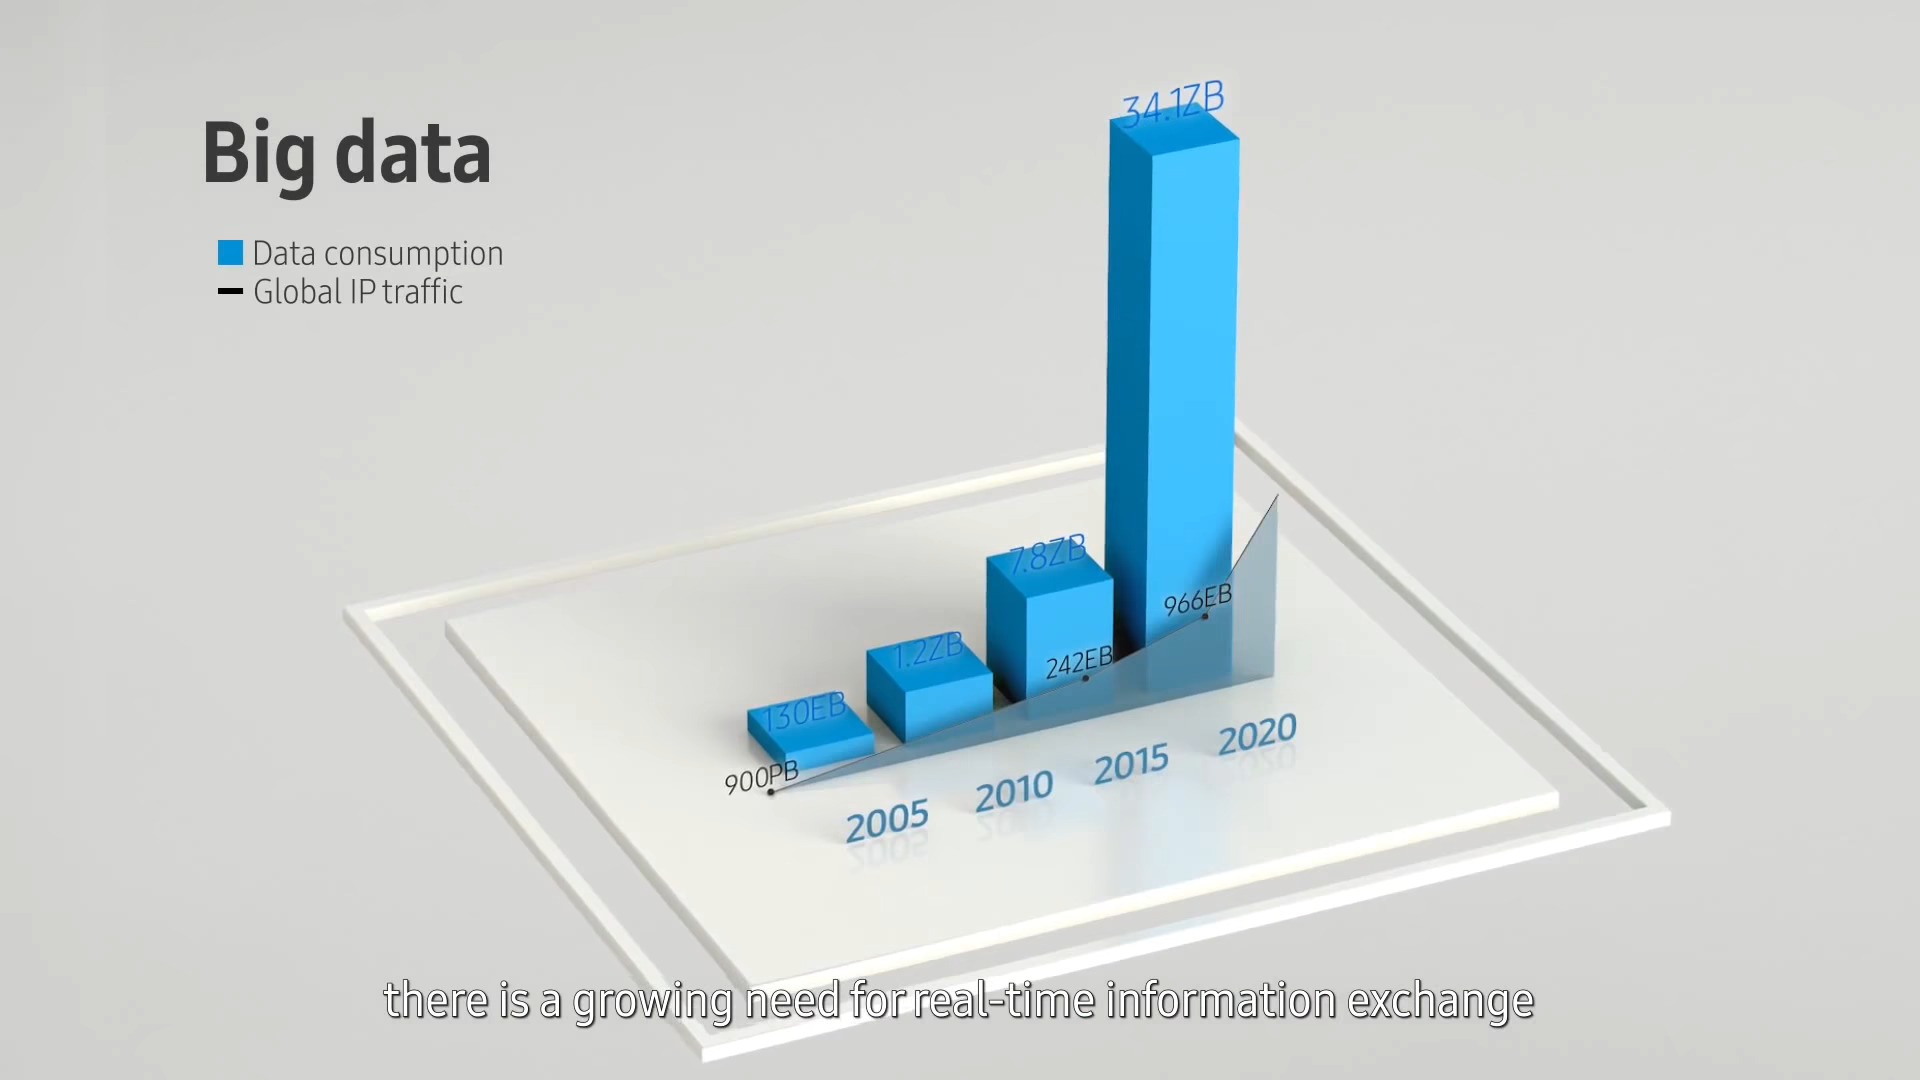 Big data
Data consumption
Global IP traffic
34.1ZB
7.8ZB
1.2ZB
130EB
966EB
242EB
900PB
2005
2010
2015
2020
there is a growing need for real-time information exchange